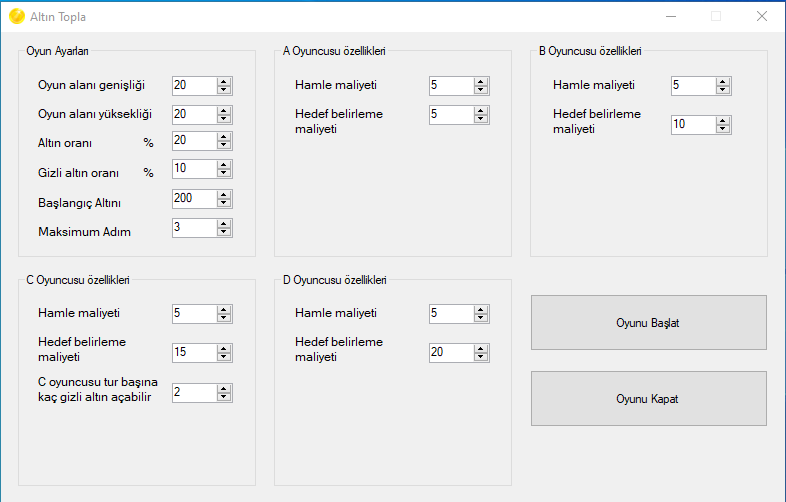 Altın Topla
Oyun Ayarları
Oyun alanı genişliği 20
Oyun alanı yüksekliği 20
Altın oranı % 20
Gizli altın oranı % 10
Başlangıç Altını 200
Maksimum Adım 3
A Oyuncusu özellikleri
Hamle maliyeti 5
Hedef belirleme
maliyeti 5
B Oyuncusu özellikleri
Hamle maliyeti 5
Hedef belirleme
maliyeti 10
C Oyuncusu özellikleri
Hamle maliyeti 5
Hedef belirleme
maliyeti 15
C oyuncusu tur başına
kaç gizli altın açabilir 2
D Oyuncusu özellikleri
Hamle maliyeti 5
Hedef belirleme
maliyeti 20
Oyunu Başlat
Oyunu Kapat